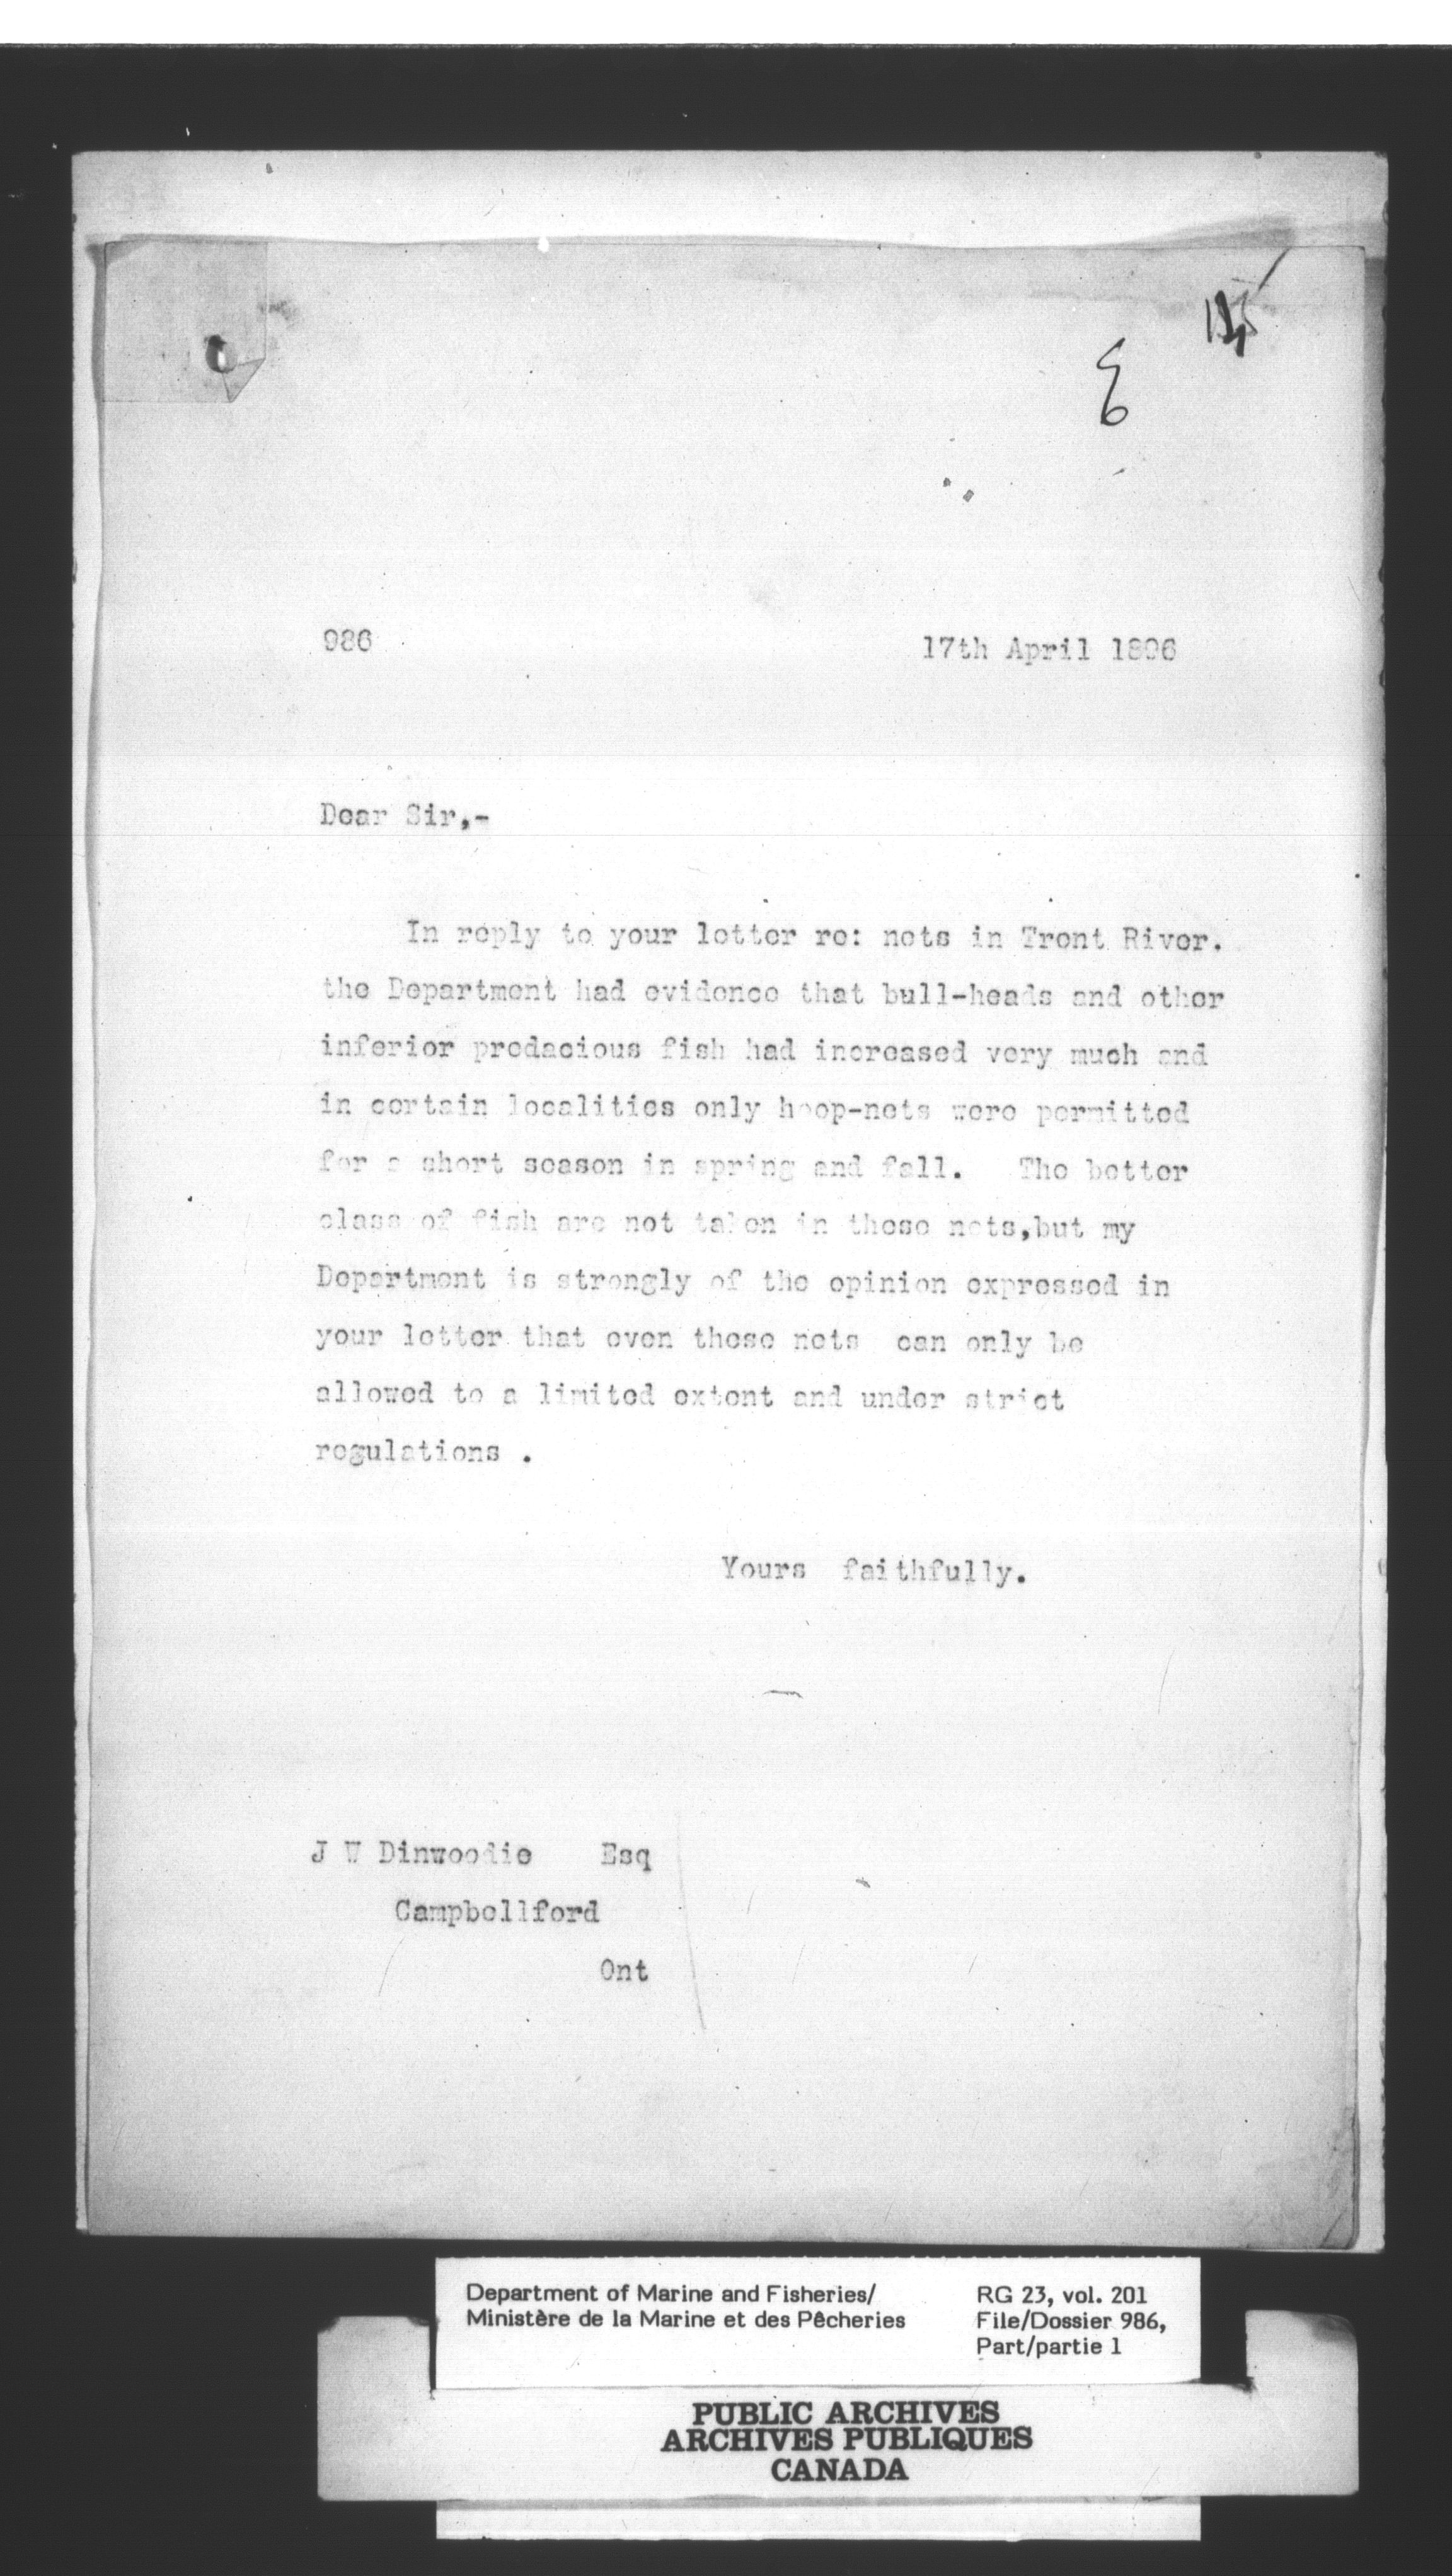 986
17th April 1896
Dear Sir,-
In reply to your letter re: nets in Trent River.
the Department had evidence that bull-heads and other
inferior predacious fish had increased very much and
in certain localities only hoop-nets were permitted
for a short season in spring and fall. The better
class of fish are not taken in these nets,but my
Department is strongly of the opinion expressed in
your letter that even these nets can only be
allowed to a limited extent and under strict
regulations .
Yours faithfully.
J W Dinwoodie Esq
Campbellford
Ont
Department of Marine and Fisheries/
Ministère de la Marine et des Pêcheries
RG 23, vol. 201
File/Dossier 986,
Part/partie 1
PUBLIC ARCHIVES
ARCHIVES PUBLIQUES
CANADA